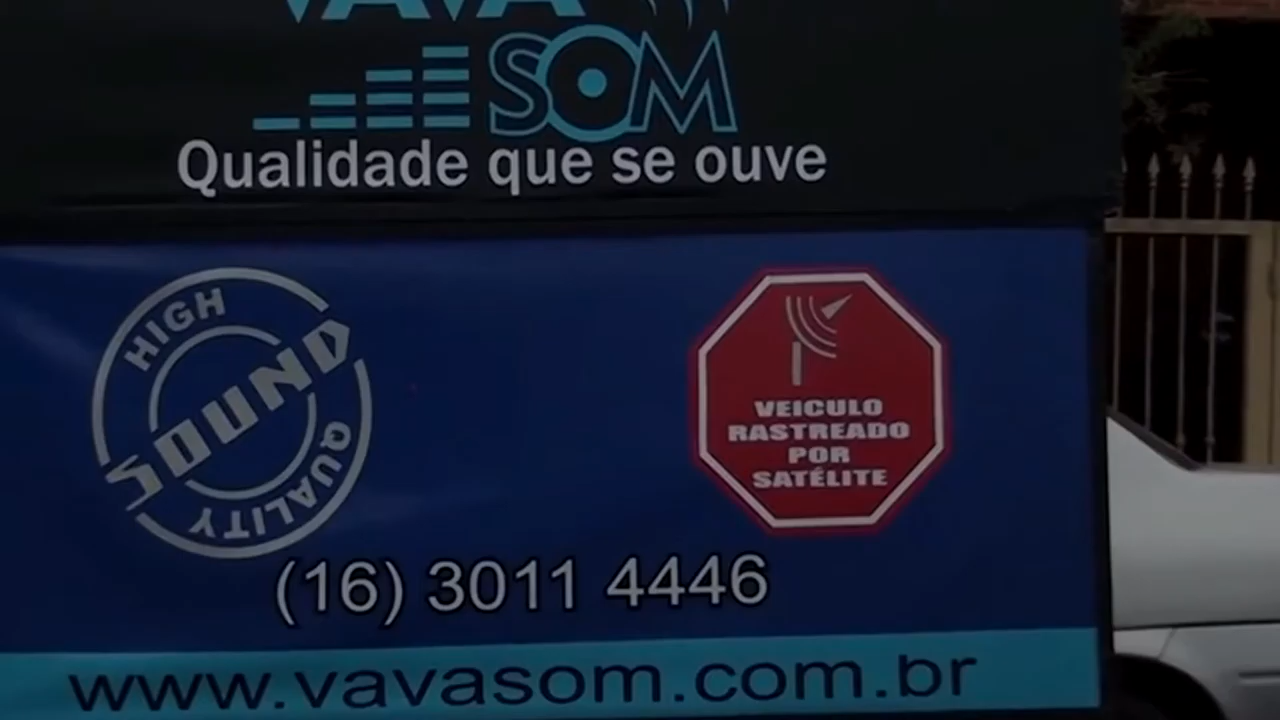 VAVA
SOM
Qualidade que se ouve
HIGH
SOUND
QUALITY
VEICULO
RASTREADO
POR
SATÉLITE
(16) 3011 4446
www.vavasom.com.br